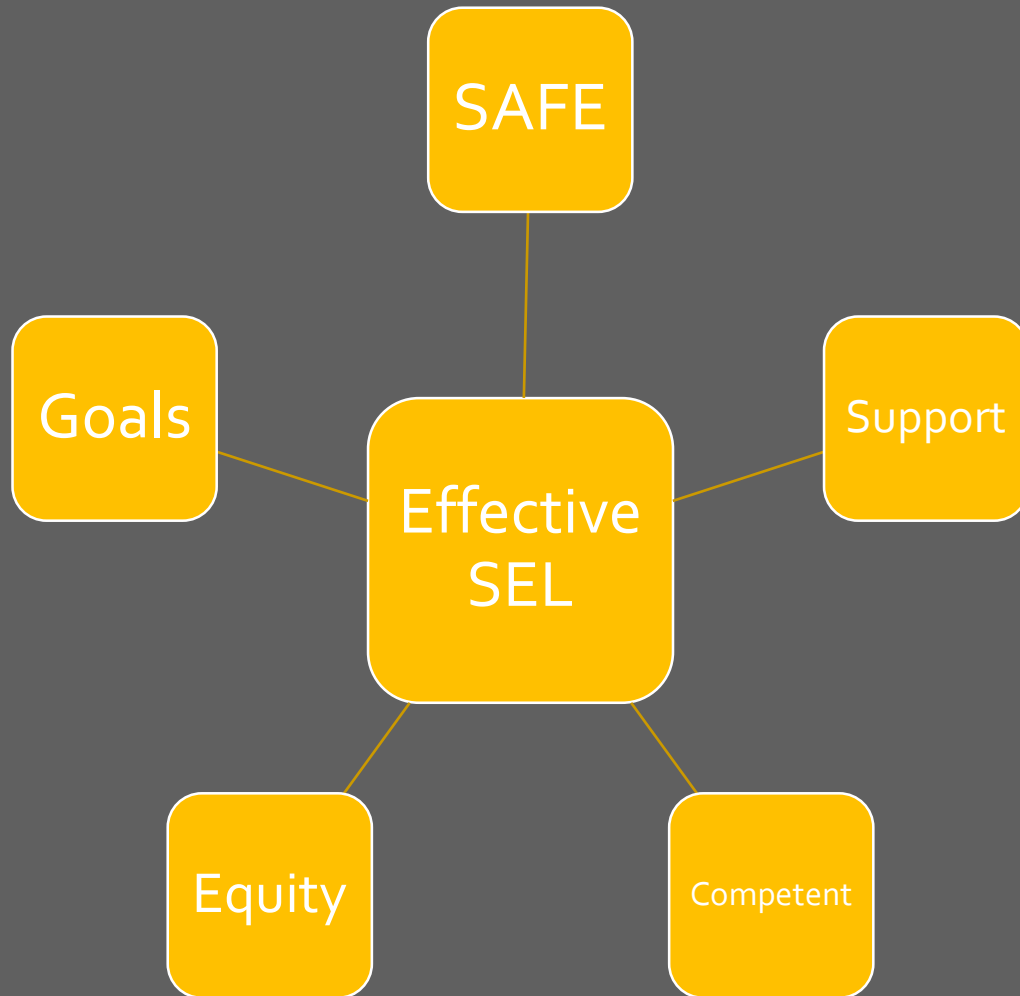 SAFE
Goals
Support
Effective
SEL
Equity
Competent